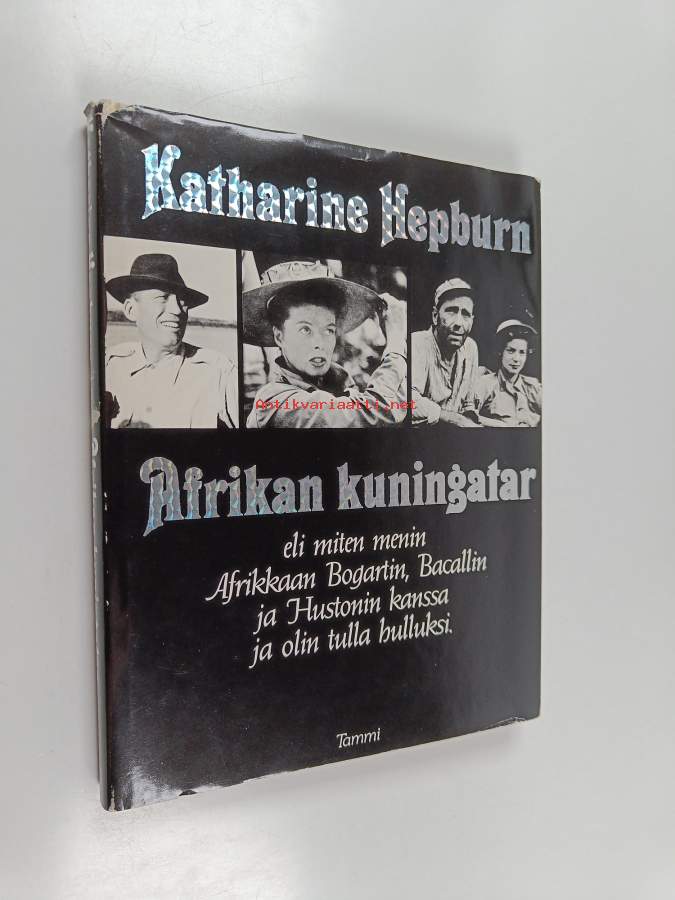 Katharine Hepburn
Antikvariaatti.net
Afrikan kuningatar
eli miten menin
Afrikkaan Bogartin, Bacallin
ja Hustonin kanssa
ja olin tulla hulluksi.
Tammi